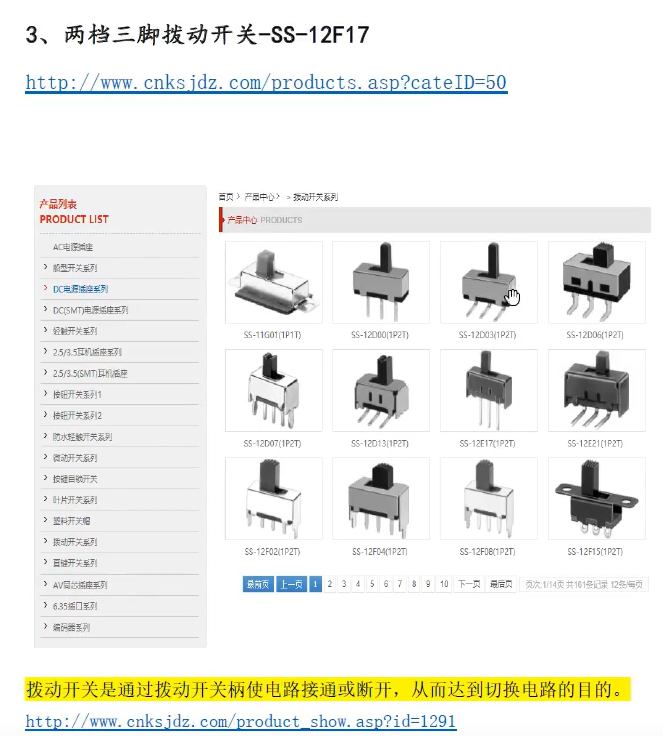 3、两档三脚拨动开关-SS-12F17
http://www.cnksjdz.com/products.asp?cateID=50
产品列表
PRODUCT LIST
AC电源插座
船型开关系列
DC电源插座系列
DC(SMT)电源插座系列
轻触开关系列
2.5/3.5耳机插座系列
2.5/3.5(SMT)耳机插座
按钮开关系列1
按钮开关系列2
防水轻触开关系列
微动开关系列
按键自锁开关
叶片开关系列
塑料开关帽
拨动开关系列
直键开关系列
AV同芯插座系列
6.35插口系列
编码器系列
首页 > 产品中心 > > 拨动开关系列
产品中心 PRODUCTS
SS-11G01(1P1T) SS-12D00(1P2T) SS-12D03(1P2T) SS-12D06(1P2T)
SS-12D07(1P2T) SS-12D13(1P2T) SS-12E17(1P2T) SS-12E21(1P2T)
SS-12F02(1P2T) SS-12F04(1P2T) SS-12F08(1P2T) SS-12F15(1P2T)
最前页 上一页 1 2 3 4 5 6 7 8 9 10 下一页 最后页 页次:1/14页 共161条记录 12条/每页
拨动开关是通过拨动开关柄使电路接通或断开，从而达到切换电路的目的。
http://www.cnksjdz.com/product_show.asp?id=1291